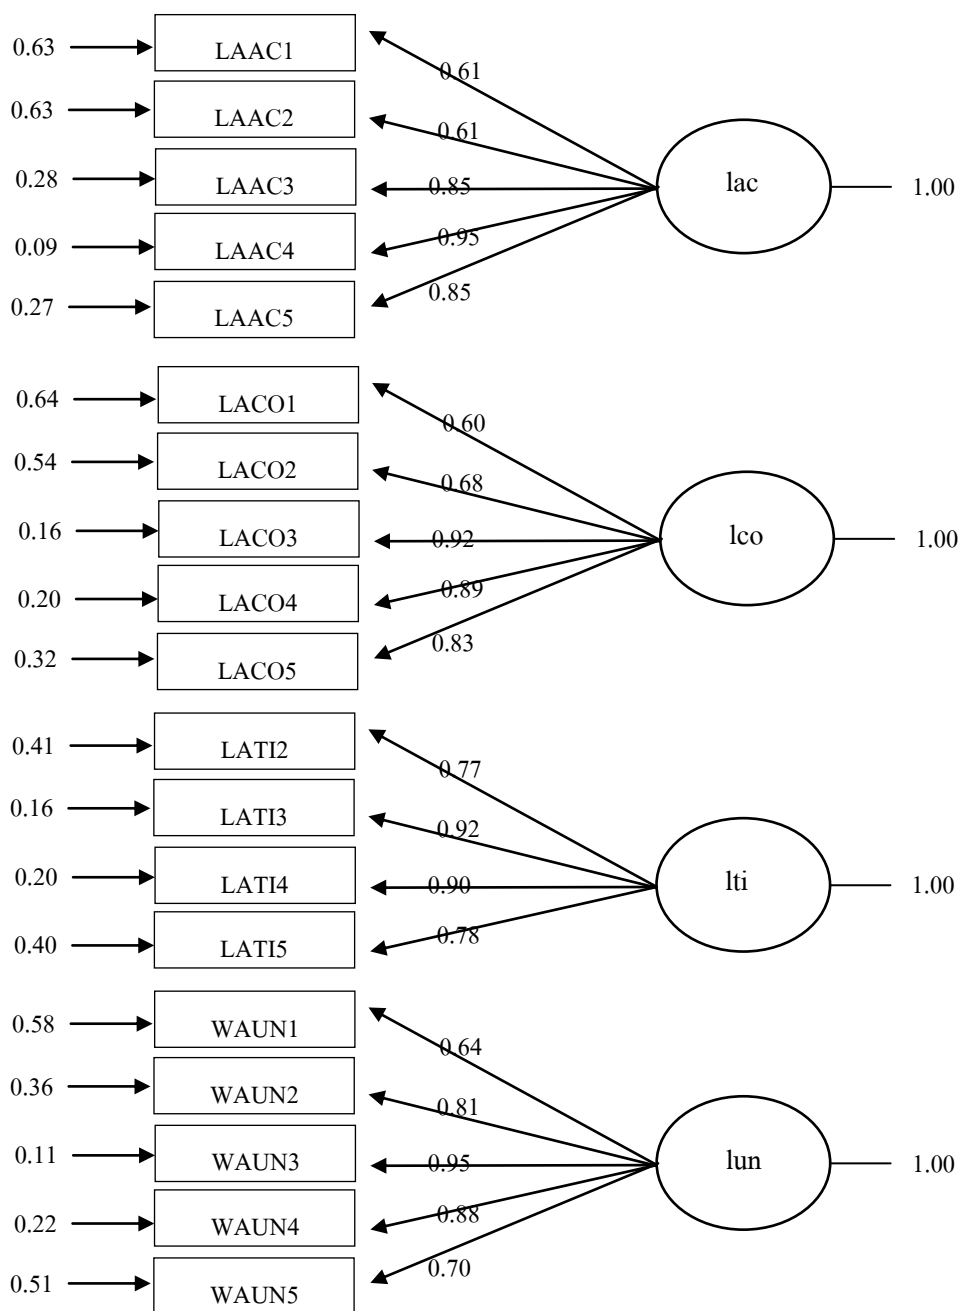 0.63 LAAC1 0.61
0.63 LAAC2 0.61
0.28 LAAC3 0.85 lac 1.00
0.09 LAAC4 0.95
0.27 LAAC5 0.85
0.64 LACO1 0.60
0.54 LACO2 0.68
0.16 LACO3 0.92 lco 1.00
0.20 LACO4 0.89
0.32 LACO5 0.83
0.41 LATI2 0.77
0.16 LATI3 0.92
0.20 LATI4 0.90 lti 1.00
0.40 LATI5 0.78
0.58 WAUN1 0.64
0.36 WAUN2 0.81
0.11 WAUN3 0.95 lun 1.00
0.22 WAUN4 0.88
0.51 WAUN5 0.70